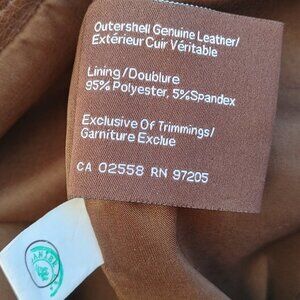 Outershell Genuine Leather/
Extérieur Cuir Véritable
Lining/Doublure
95% Polyester, 5%Spandex
Exclusive Of Trimmings/
Garniture Exclue
CA 02558 RN 97205